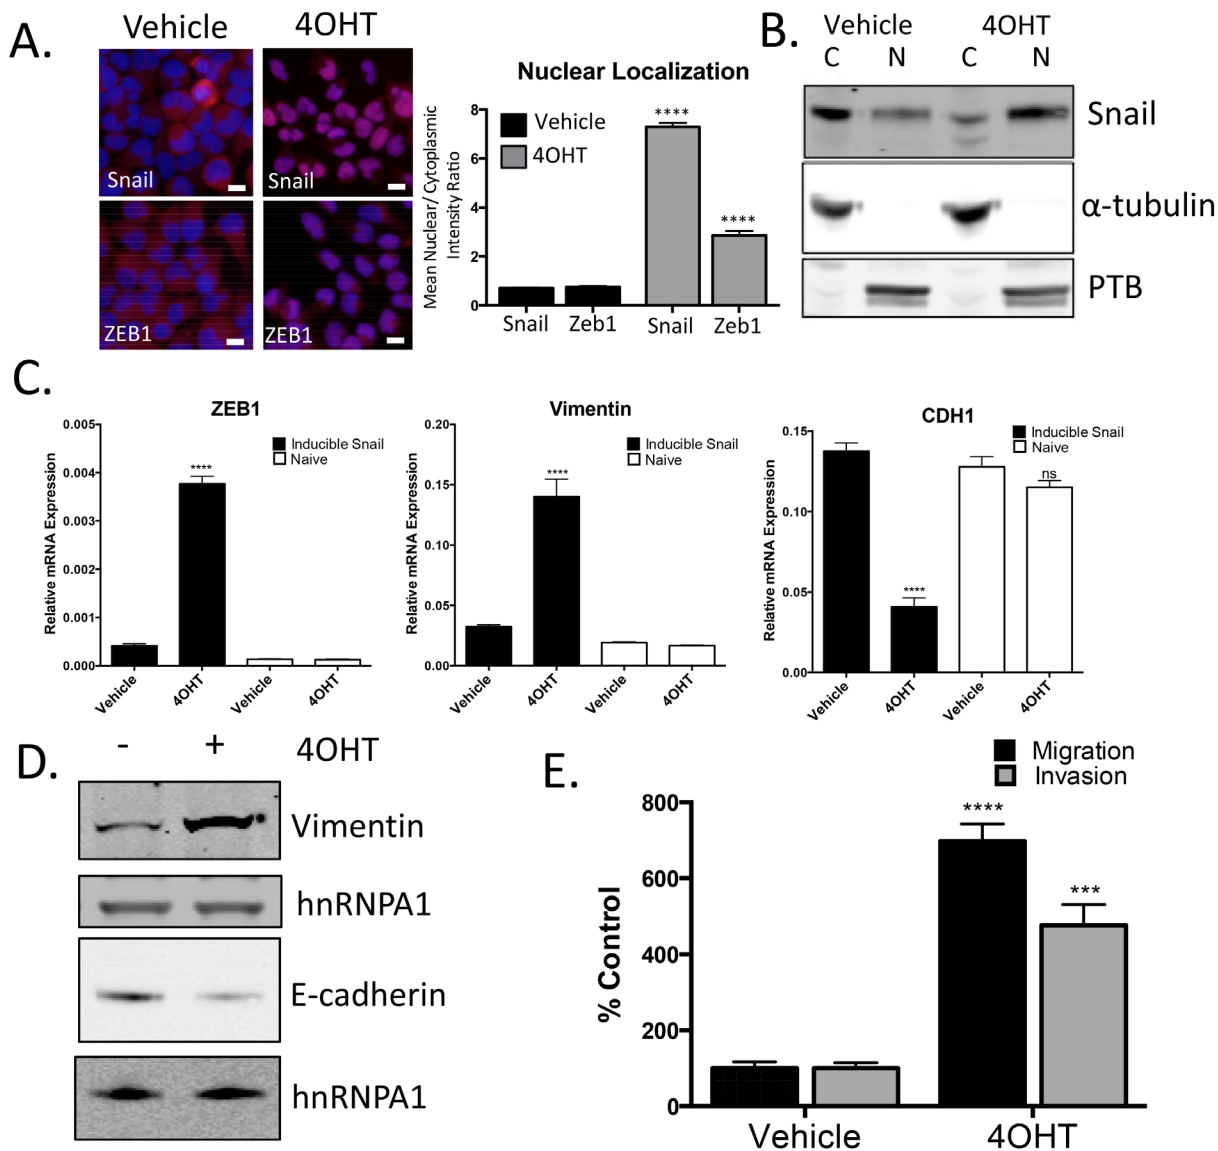 A.
Vehicle
4OHT
Snail
Snail
ZEB1
ZEB1
Nuclear Localization
Mean Nuclear/ Cytoplasmic
Intensity Ratio
8
6
4
2
0
Vehicle
4OHT
****
****
Snail
Zeb1
Snail
Zeb1
B.
Vehicle
4OHT
C
N
C
N
Snail
α-tubulin
PTB
C.
ZEB1
Relative mRNA Expression
0.005
0.004
0.003
0.002
0.001
0.000
Inducible Snail
Naive
****
Vehicle
4OHT
Vehicle
4OHT
Vimentin
Relative mRNA Expression
0.20
0.15
0.10
0.05
0.00
Inducible Snail
Naive
****
Vehicle
4OHT
Vehicle
4OHT
CDH1
Relative mRNA Expression
0.15
0.10
0.05
0.00
Inducible Snail
Naive
****
ns
Vehicle
4OHT
Vehicle
4OHT
D.
-
+
4OHT
Vimentin
hnRNPA1
E-cadherin
hnRNPA1
E.
Migration
Invasion
% Control
800
600
400
200
0
****
***
Vehicle
4OHT